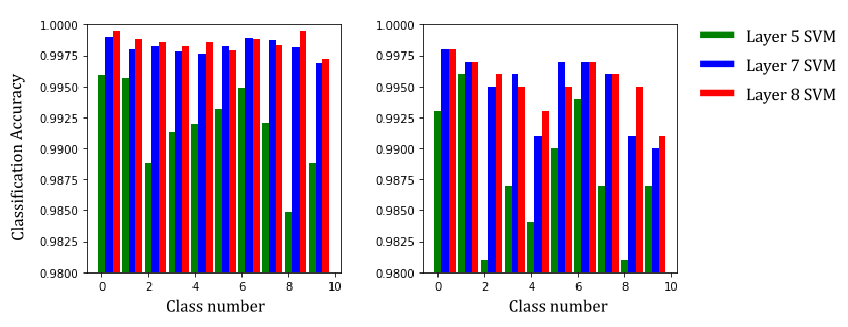 1.0000
0.9975
0.9950
0.9925
0.9900
0.9875
0.9850
0.9825
0.9800
Classification Accuracy
0 2 4 6 8 10
Class number
1.0000
0.9975
0.9950
0.9925
0.9900
0.9875
0.9850
0.9825
0.9800
0 2 4 6 8 10
Class number
Layer 5 SVM
Layer 7 SVM
Layer 8 SVM